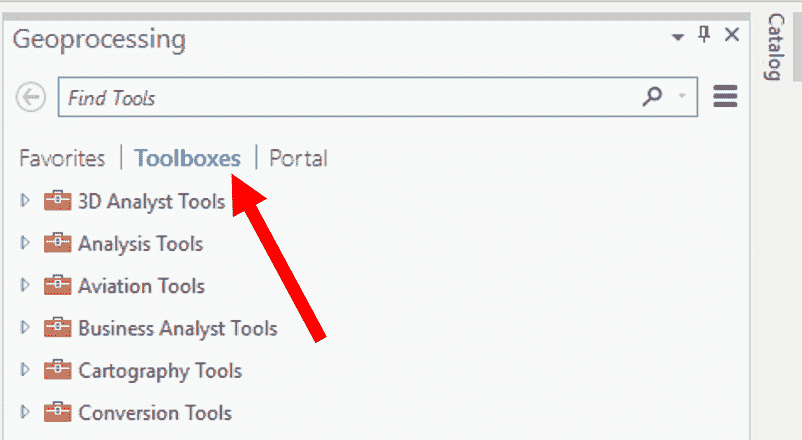 Geoprocessing
Catalog
Find Tools
Favorites | Toolboxes | Portal
3D Analyst Tools
Analysis Tools
Aviation Tools
Business Analyst Tools
Cartography Tools
Conversion Tools